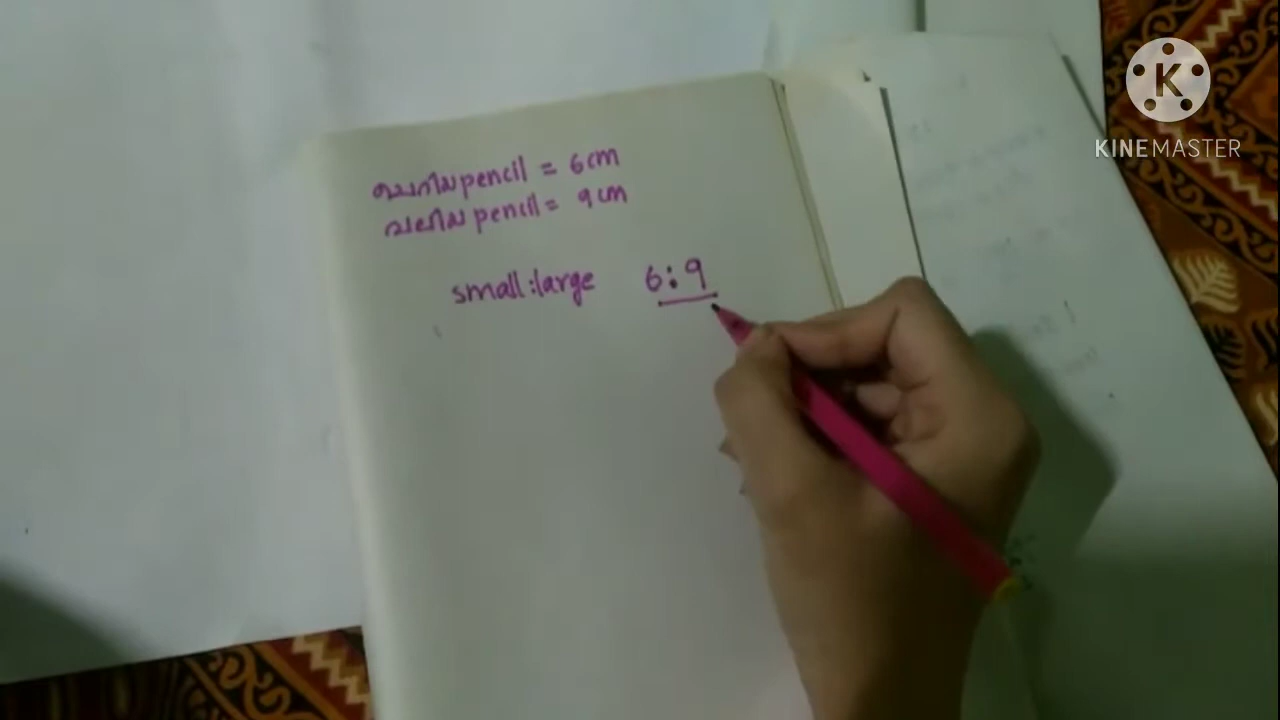 ചെറിയ pencil = 6cm
വലിയ pencil = 9cm
small:large 6:9
K
KINEMASTER